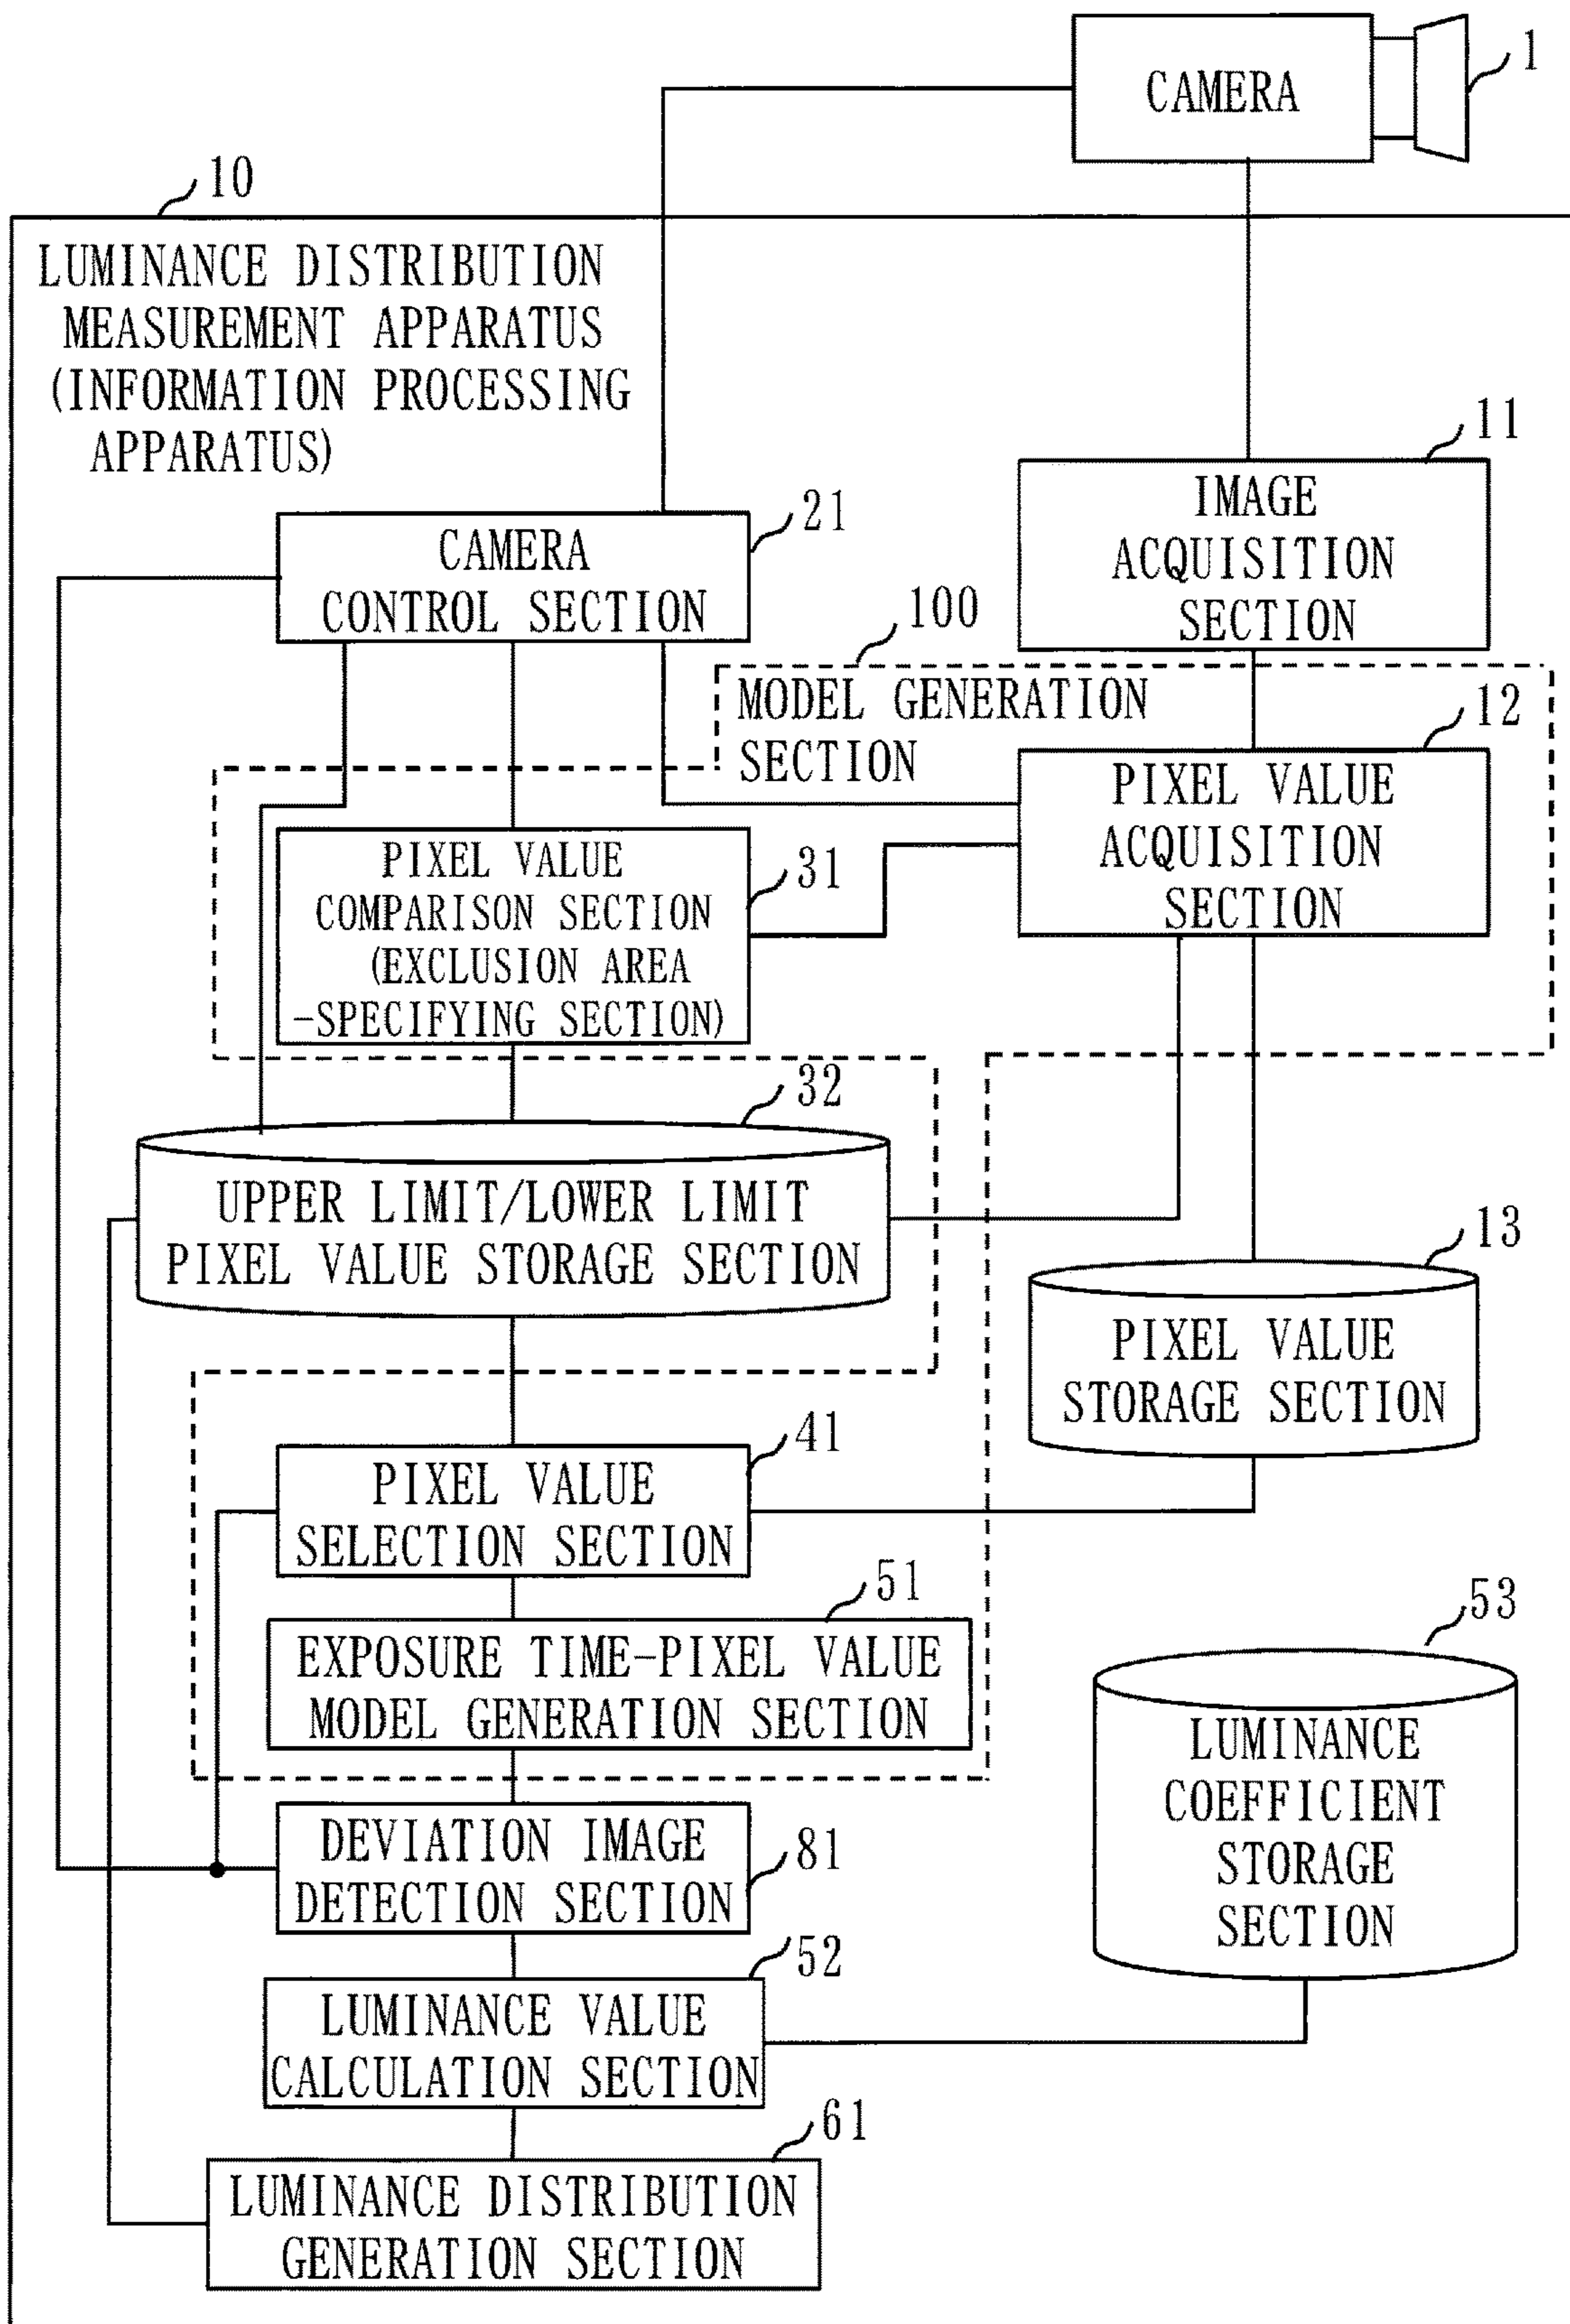 CAMERA
1
10
LUMINANCE DISTRIBUTION
MEASUREMENT APPARATUS
(INFORMATION PROCESSING
APPARATUS)
11
IMAGE
ACQUISITION
SECTION
21
CAMERA
CONTROL SECTION
100
MODEL GENERATION
SECTION
12
PIXEL VALUE
ACQUISITION
SECTION
31
PIXEL VALUE
COMPARISON SECTION
(EXCLUSION AREA
-SPECIFYING SECTION)
32
UPPER LIMIT/LOWER LIMIT
PIXEL VALUE STORAGE SECTION
13
PIXEL VALUE
STORAGE SECTION
41
PIXEL VALUE
SELECTION SECTION
51
EXPOSURE TIME-PIXEL VALUE
MODEL GENERATION SECTION
53
LUMINANCE
COEFFICIENT
STORAGE
SECTION
DEVIATION IMAGE
DETECTION SECTION
81
52
LUMINANCE VALUE
CALCULATION SECTION
61
LUMINANCE DISTRIBUTION
GENERATION SECTION